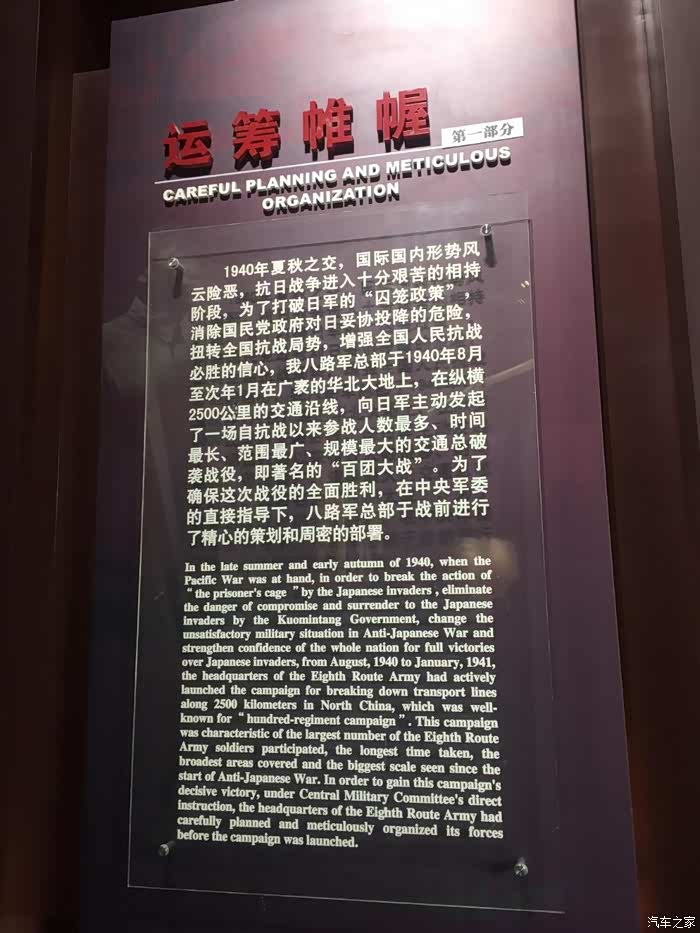 运筹帷幄
第一部分
CAREFUL PLANNING AND METICULOUS
ORGANIZATION
1940年夏秋之交，国际国内形势风
云险恶，抗日战争进入十分艰苦的相持
阶段，为了打破日军的“囚笼政策”，
消除国民党政府对日妥协投降的危险，
扭转全国抗战局势，增强全国人民抗战
必胜的信心，我八路军总部于1940年8月
至次年1月在广袤的华北大地上，在纵横
2500公里的交通沿线，向日军主动发起
了一场自抗战以来参战人数最多、时间
最长、范围最广、规模最大的交通总破
袭战役，即著名的“百团大战”。为了
确保这次战役的全面胜利，在中央军委
的直接指导下，八路军总部于战前进行
了精心的策划和周密的部署。
In the late summer and early autumn of 1940, when the
Pacific War was at hand, in order to break the action of
“the prisoner's cage”by the Japanese invaders , eliminate
the danger of compromise and surrender to the Japanese
invaders by the Kuomintang Government, change the
unsatisfactory military situation in Anti-Japanese War and
strengthen confidence of the whole nation for full victories
over Japanese invaders, from August, 1940 to January, 1941,
the headquarters of the Eighth Route Army had actively
launched the campaign for breaking down transport lines
along 2500 kilometers in North China, which was well-
known for“hundred-regiment campaign”. This campaign
was characteristic of the largest number of the Eighth Route
Army soldiers participated, the longest time taken, the
broadest areas covered and the biggest scale seen since the
start of Anti-Japanese War. In order to gain this campaign's
decisive victory, under Central Military Committee's direct
instruction, the headquarters of the Eighth Route Army had
carefully planned and meticulously organized its forces
before the campaign was launched.
汽车之家